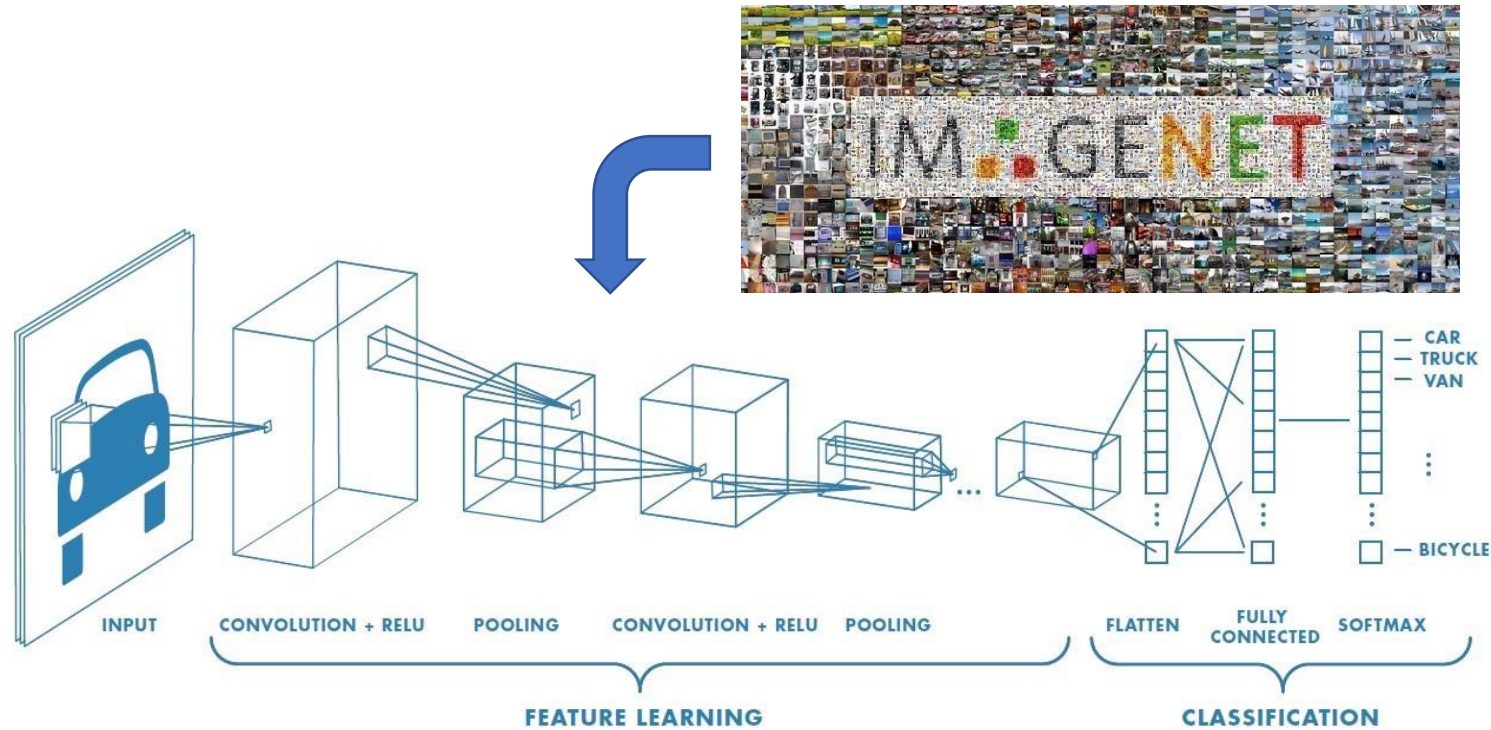 IM GENET
CAR
TRUCK
VAN
BICYCLE
INPUT
CONVOLUTION + RELU
POOLING
CONVOLUTION + RELU
POOLING
FLATTEN
FULLY
CONNECTED
SOFTMAX
FEATURE LEARNING
CLASSIFICATION